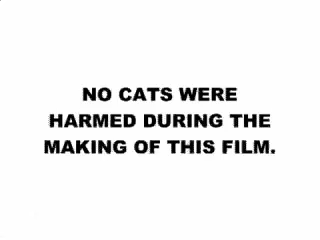 NO CATS WERE
HARMED DURING THE
MAKING OF THIS FILM.